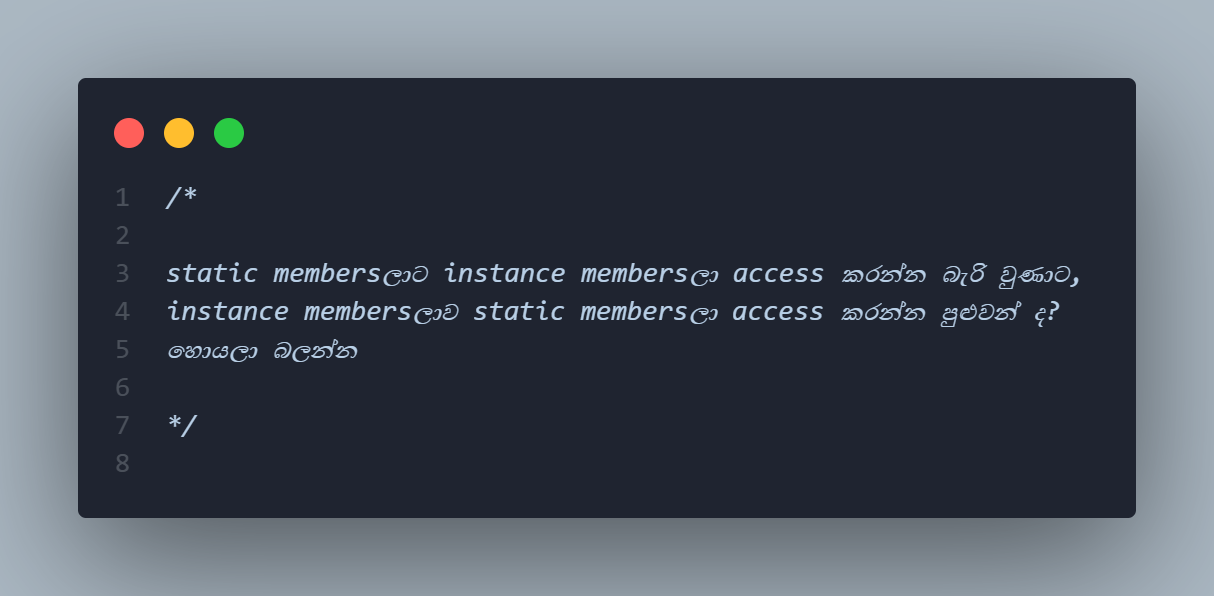 1 /*
2
3 static membersලාට instance membersලා access කරන්න බැරි වුණාට,
4 instance membersලාට static membersලා access කරන්න පුළුවන් ද?
5 හොයලා බලන්න
6
7 */
8